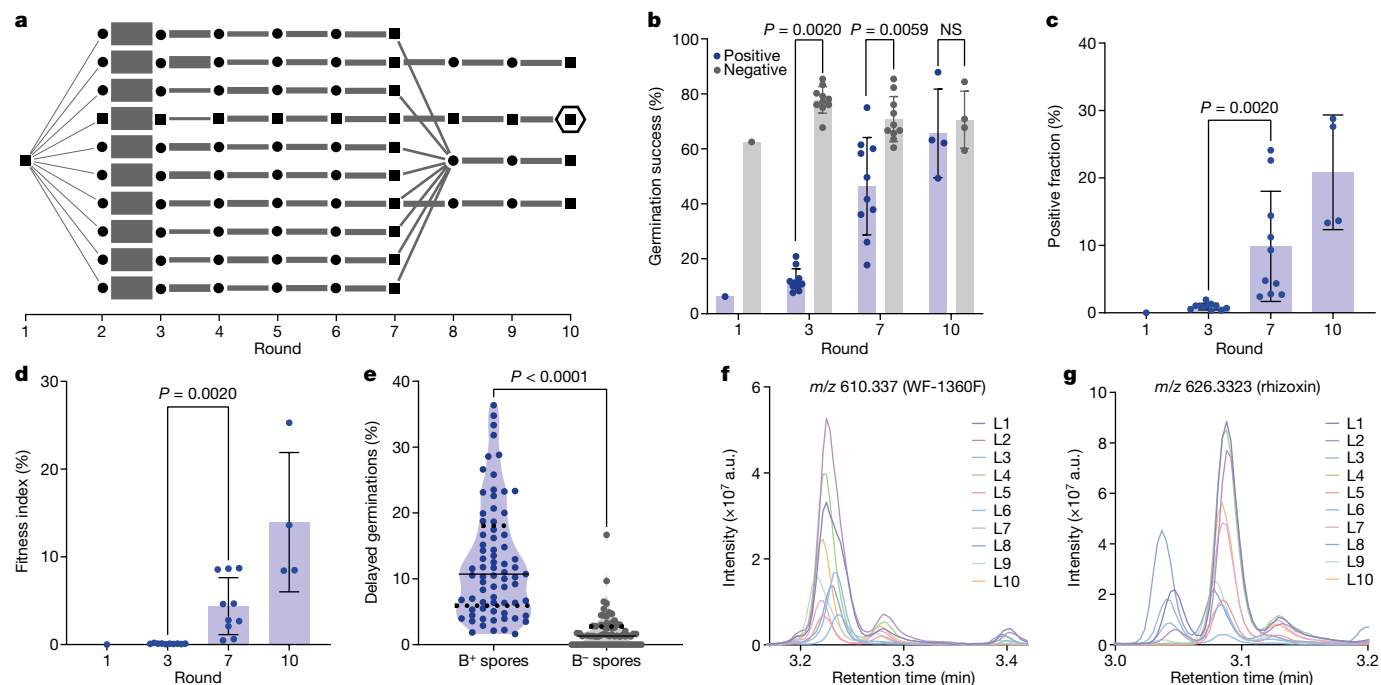 a
1 2 3 4 5 6 7 8 9 10
Round
b
P = 0.0020 P = 0.0059 NS
Positive
Negative
Germination success (%)
100
80
60
40
20
0
1 3 7 10
Round
c
P = 0.0020
Positive fraction (%)
40
30
20
10
0
1 3 7 10
Round
d
P = 0.0020
Fitness index (%)
30
20
10
0
1 3 7 10
Round
e
P < 0.0001
Delayed germinations (%)
40
30
20
10
0
B⁺ spores B⁻ spores
f
m/z 610.337 (WF-1360F)
Intensity (×10⁷ a.u.)
6
4
2
0
3.2 3.3 3.4
Retention time (min)
L1
L2
L3
L4
L5
L6
L7
L8
L9
L10
g
m/z 626.3323 (rhizoxin)
Intensity (×10⁷ a.u.)
10
8
6
4
2
0
3.0 3.1 3.2
Retention time (min)
L1
L2
L3
L4
L5
L6
L7
L8
L9
L10